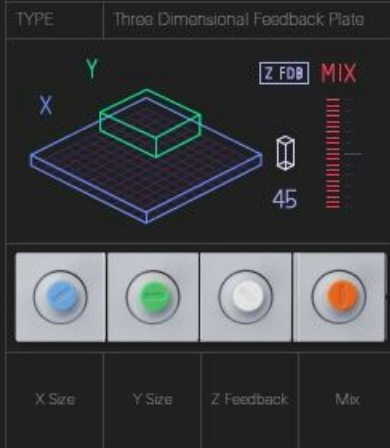 TYPE Three Dimensional Feedback Plate
Z FDB MIX
Y
X
45
X Size Y Size Z Feedback Mix